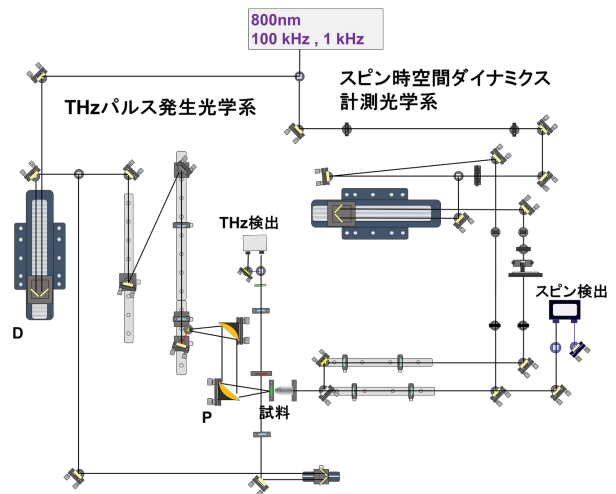 800nm
100 kHz , 1 kHz
スピン時空間ダイナミクス
計測光学系
THzパルス発生光学系
THz検出
スピン検出
D
P
試料